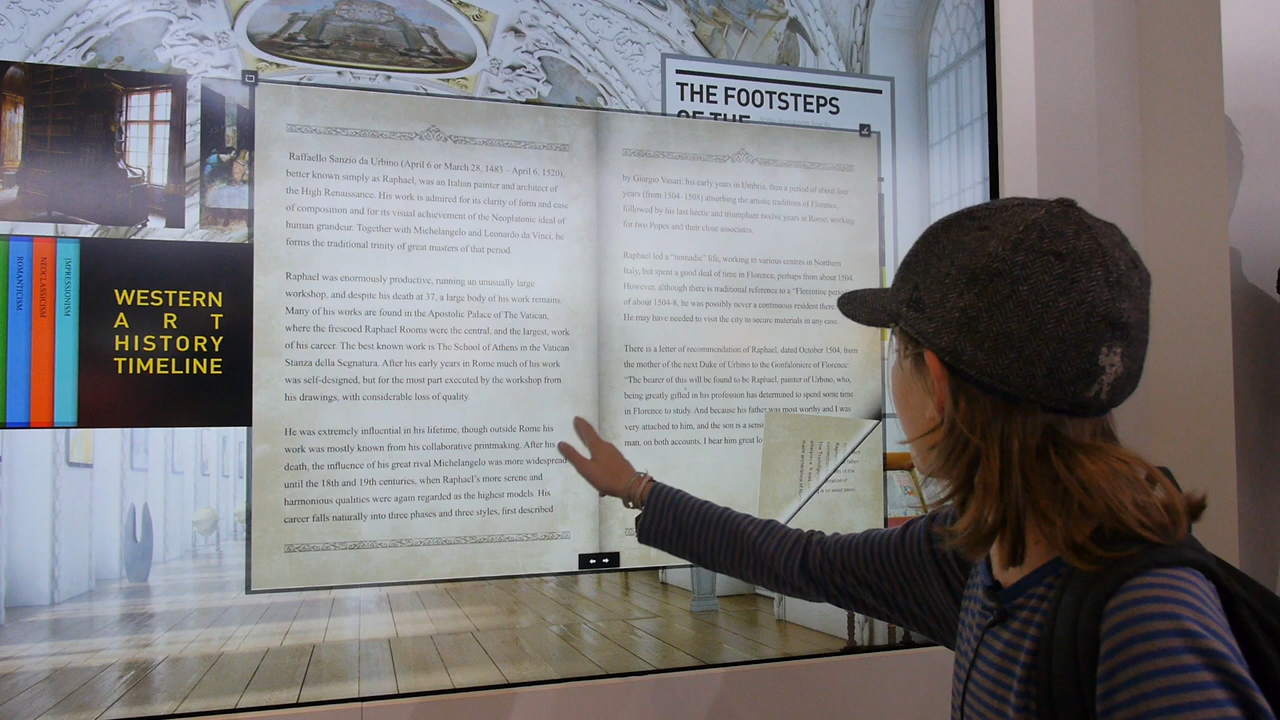 THE FOOTSTEPS
OF THE
ROMANTICISM
NEOCLASSICISM
IMPRESSIONISM
WESTERN
ART
HISTORY
TIMELINE
Raffaello Sanzio da Urbino (April 6 or March 28, 1483 – April 6, 1520),
better known simply as Raphael, was an Italian painter and architect of
the High Renaissance. His work is admired for its clarity of form and ease
of composition and for its visual achievement of the Neoplatonic ideal of
human grandeur. Together with Michelangelo and Leonardo da Vinci, he
forms the traditional trinity of great masters of that period.
Raphael was enormously productive, running an unusually large
workshop, and despite his death at 37, a large body of his work remains.
Many of his works are found in the Apostolic Palace of The Vatican,
where the frescoed Raphael Rooms were the central, and the largest, work
of his career. The best known work is The School of Athens in the Vatican
Stanza della Segnatura. After his early years in Rome much of his work
was self-designed, but for the most part executed by the workshop from
his drawings, with considerable loss of quality.
He was extremely influential in his lifetime, though outside Rome his
work was mostly known from his collaborative printmaking. After his
death, the influence of his great rival Michelangelo was more widespread
until the 18th and 19th centuries, when Raphael's more serene and
harmonious qualities were again regarded as the highest models. His
career falls naturally into three phases and three styles, first described
by Giorgio Vasari: his early years in Umbria, then a period of about four
years (from 1504–1508) absorbing the artistic traditions of Florence,
followed by his last hectic and triumphant twelve years in Rome, working
for two Popes and their close associates.
Raphael led a "nomadic" life, working in various centres in Northern
Italy, but spent a good deal of time in Florence, perhaps from about 1504.
However, although there is traditional reference to a "Florentine
of about 1504-8, he was possibly never a continuous resident there.
He may have needed to visit the city to secure materials in any case.
There is a letter of recommendation of Raphael, dated October 1504, from
the mother of the next Duke of Urbino to the Gonfaloniere of Florence:
"The bearer of this will be found to be Raphael, painter of Urbino, who,
being greatly gifted in his profession has determined to spend some time
in Florence to study. And because his father was most worthy and I was
very attached to him, and the son is a
man, on both accounts, I bear him great